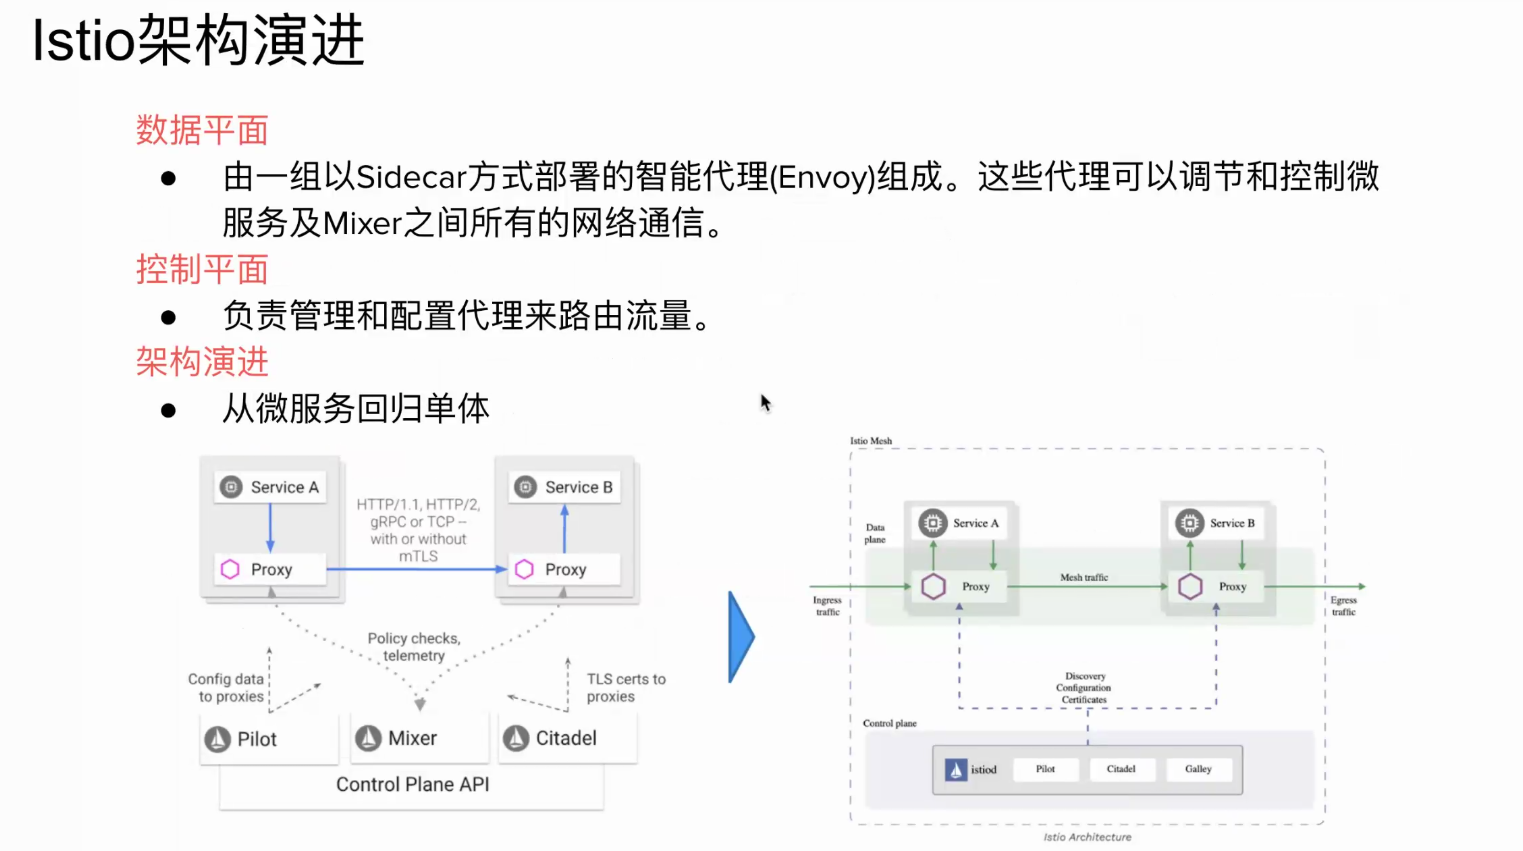 Istio架构演进
数据平面
● 由一组以Sidecar方式部署的智能代理(Envoy)组成。这些代理可以调节和控制微
服务及Mixer之间所有的网络通信。
控制平面
● 负责管理和配置代理来路由流量。
架构演进
● 从微服务回归单体
Service A
HTTP/1.1, HTTP/2,
gRPC or TCP --
with or without
mTLS
Service B
Proxy
Proxy
Policy checks,
telemetry
Config data
to proxies
TLS certs to
proxies
Pilot
Mixer
Citadel
Control Plane API
Istio Mesh
Data
plane
Service A
Service B
Ingress
traffic
Proxy
Mesh traffic
Proxy
Egress
traffic
Discovery
Configuration
Certificates
Control plane
istiod
Pilot
Citadel
Galley
Istio Architecture